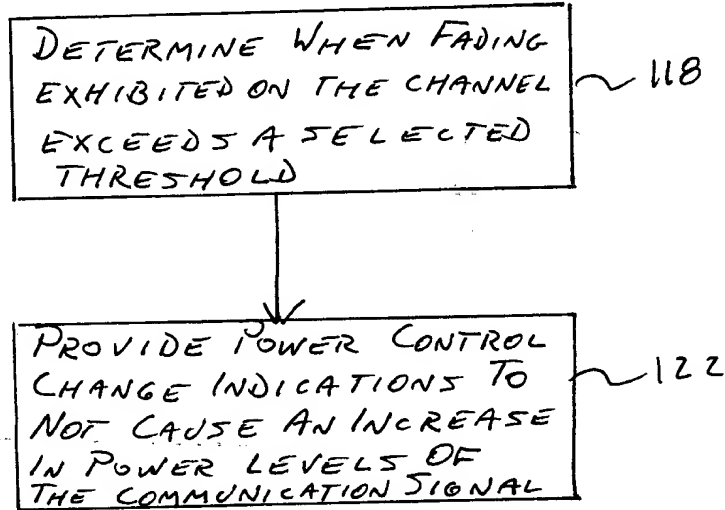 DETERMINE WHEN FADING
EXHIBITED ON THE CHANNEL
EXCEEDS A SELECTED
THRESHOLD
118
PROVIDE POWER CONTROL
CHANGE INDICATIONS TO
NOT CAUSE AN INCREASE
IN POWER LEVELS OF
THE COMMUNICATION SIGNAL
122